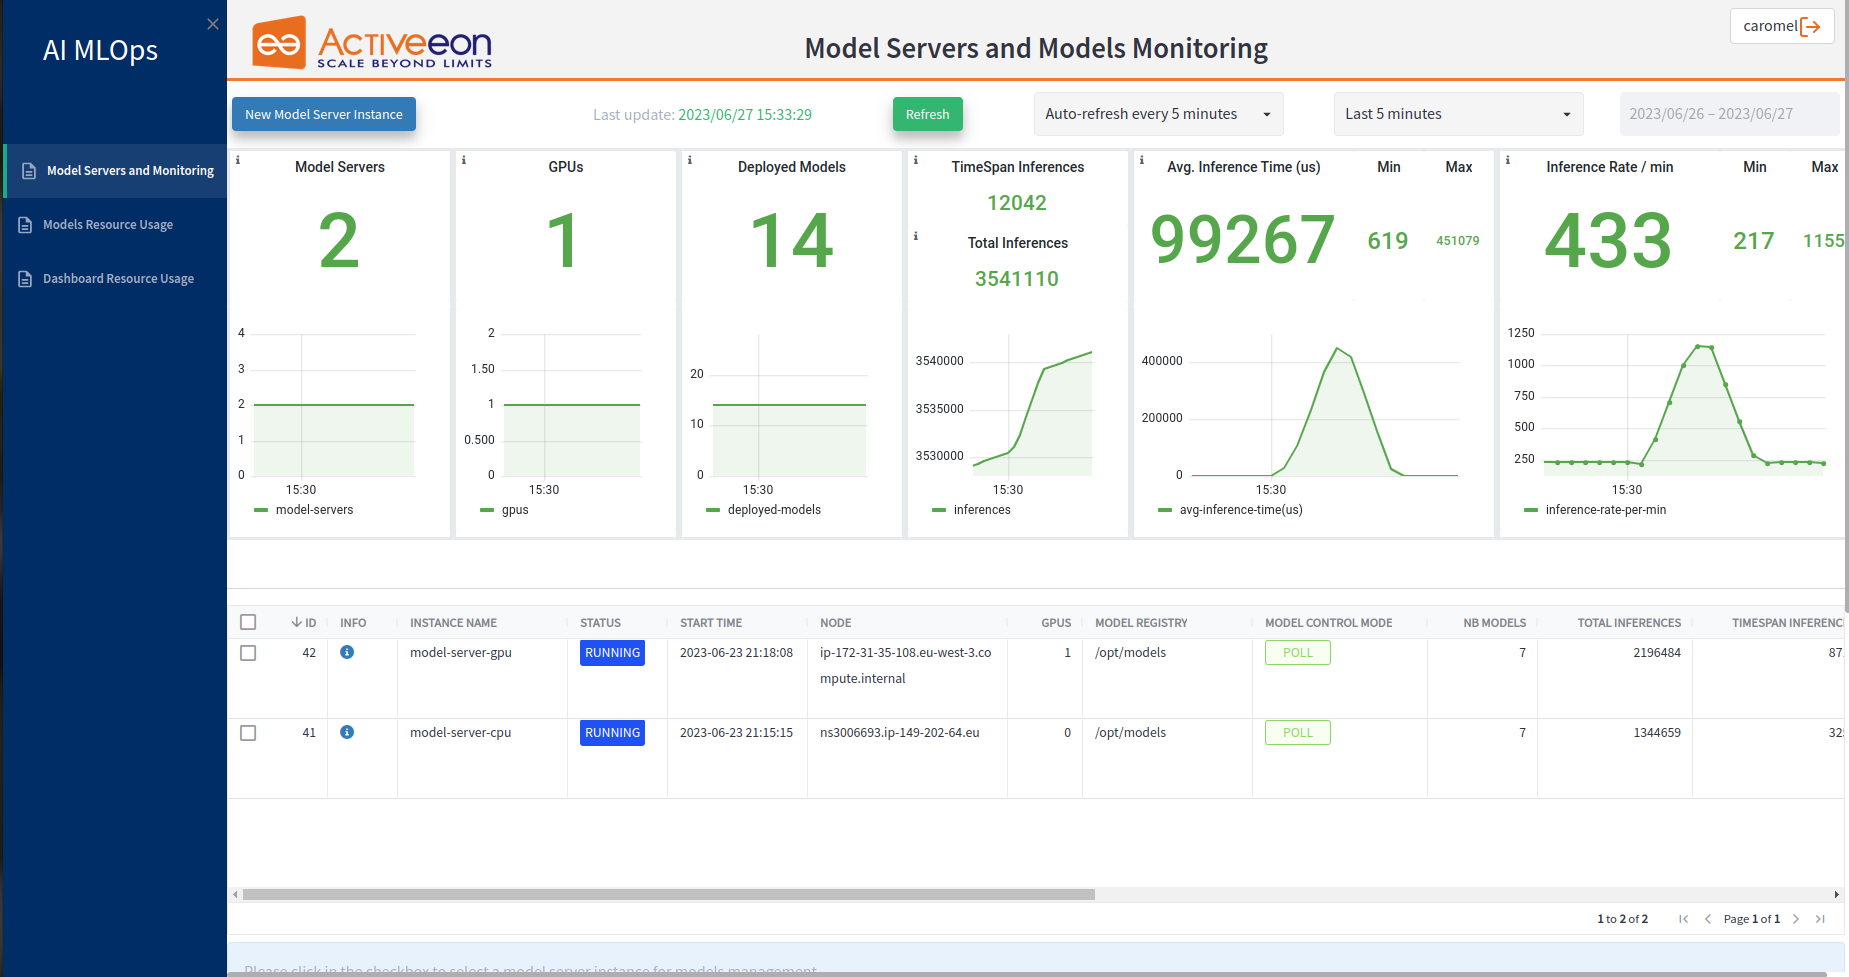 AI MLOps
Model Servers and Monitoring
Models Resource Usage
Dashboard Resource Usage
ACTIVEEON
SCALE BEYOND LIMITS
Model Servers and Models Monitoring
caromel
New Model Server Instance
Last update: 2023/06/27 15:33:29
Refresh
Auto-refresh every 5 minutes
Last 5 minutes
2023/06/26 – 2023/06/27
Model Servers
2
4
3
2
1
0
15:30
model-servers
GPUs
1
2
1.50
1
0.500
0
15:30
gpus
Deployed Models
14
20
10
0
15:30
deployed-models
TimeSpan Inferences
12042
Total Inferences
3541110
3540000
3535000
3530000
15:30
inferences
Avg. Inference Time (us) Min Max
99267 619 451079
400000
200000
0
15:30
avg-inference-time(us)
Inference Rate / min Min Max
433 217 1155
1250
1000
750
500
250
15:30
inference-rate-per-min
ID INFO INSTANCE NAME STATUS START TIME NODE GPUS MODEL REGISTRY MODEL CONTROL MODE NB MODELS TOTAL INFERENCES TIMESPAN INFERENC
42 model-server-gpu RUNNING 2023-06-23 21:18:08 ip-172-31-35-108.eu-west-3.co 1 /opt/models POLL 7 2196484 87
mpute.internal
41 model-server-cpu RUNNING 2023-06-23 21:15:15 ns3006693.ip-149-202-64.eu 0 /opt/models POLL 7 1344659 32
1 to 2 of 2 Page 1 of 1
Please click in the checkbox to select a model server instance for models management